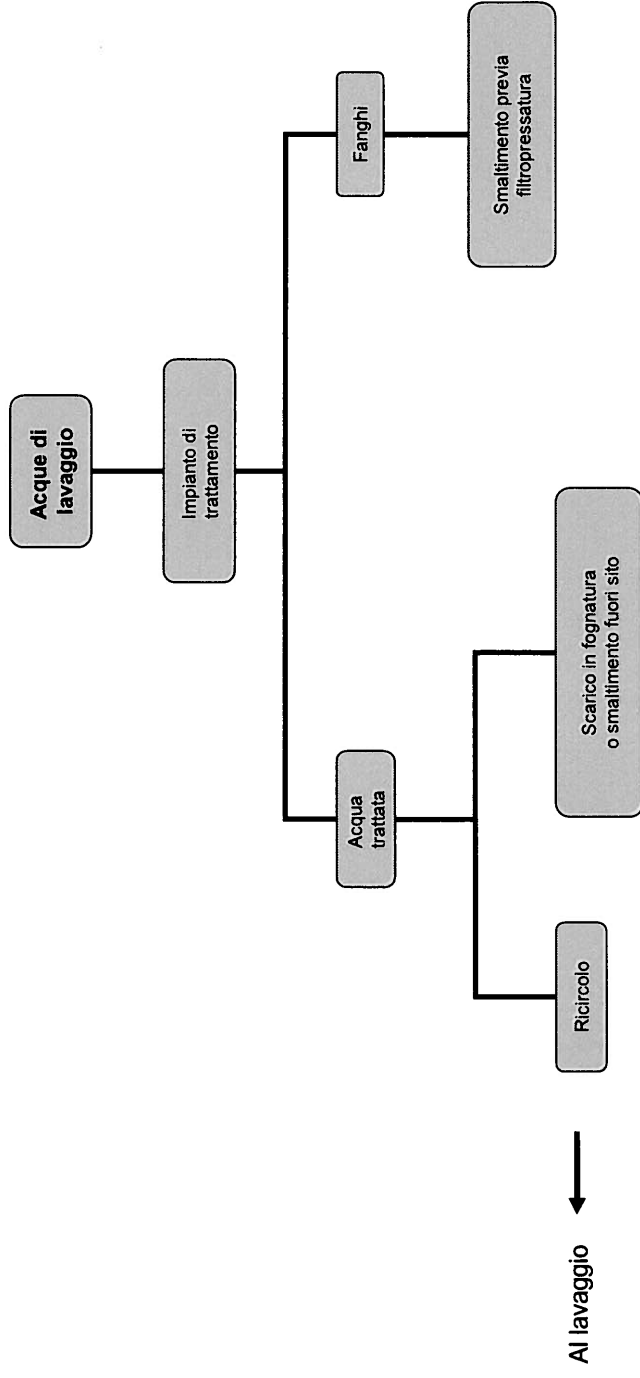 Acque di
lavaggio
Impianto di
trattamento
Acqua
trattata
Fanghi
Ricircolo
Scarico in fognatura
o smaltimento fuori sito
Smaltimento previa
filtropressatura
Al lavaggio